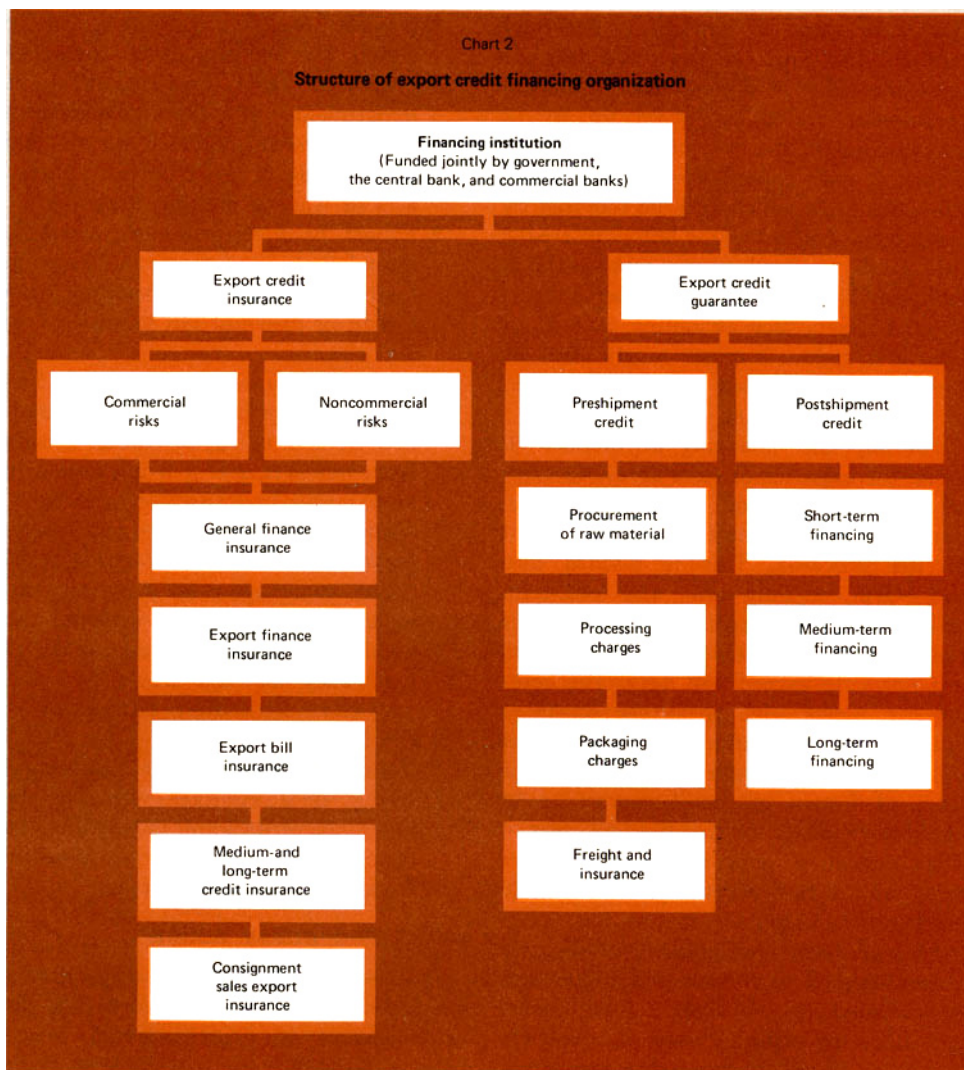 Chart 2
Structure of export credit financing organization
Financing institution
(Funded jointly by government,
the central bank, and commercial banks)
Export credit
insurance
Export credit
guarantee
Commercial
risks
Noncommercial
risks
Preshipment
credit
Postshipment
credit
General finance
insurance
Procurement
of raw material
Short-term
financing
Export finance
insurance
Processing
charges
Medium-term
financing
Export bill
insurance
Packaging
charges
Long-term
financing
Medium-and
long-term
credit insurance
Freight and
insurance
Consignment
sales export
insurance